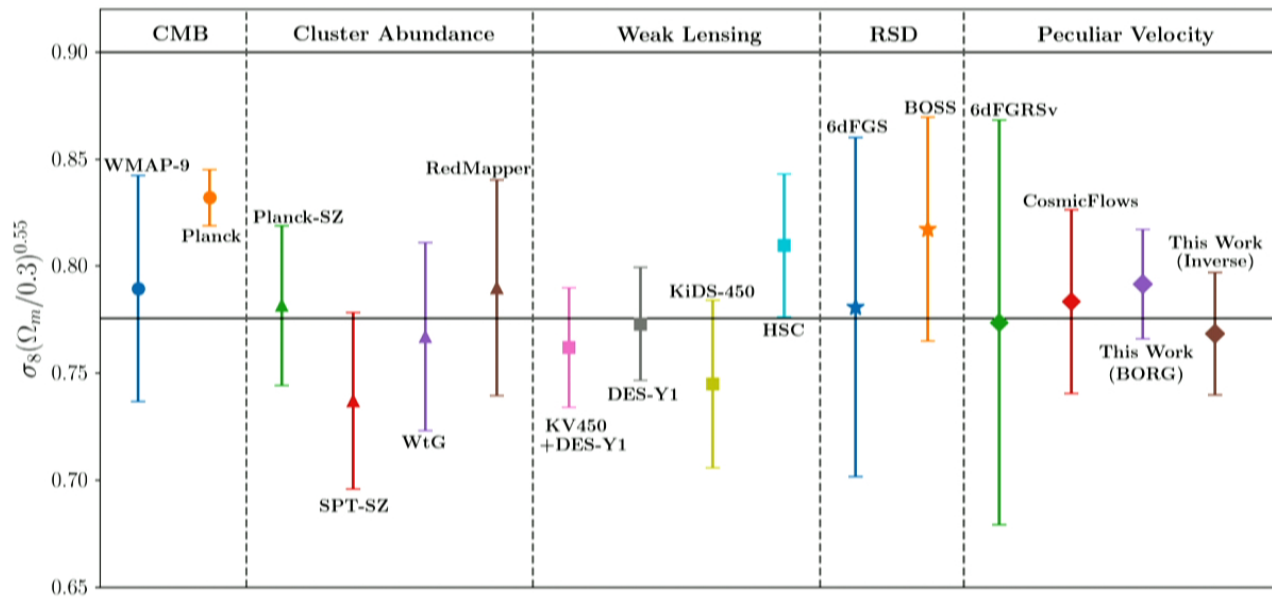 CMB
Cluster Abundance
Weak Lensing
RSD
Peculiar Velocity
0.90
0.85
0.80
0.75
0.70
0.65
σ₈(Ωₘ/0.3)⁰·⁵⁵
WMAP-9
Planck
Planck-SZ
SPT-SZ
WtG
RedMapper
KV450
+DES-Y1
DES-Y1
KiDS-450
HSC
6dFGS
BOSS
6dFGRSv
CosmicFlows
This Work
(BORG)
This Work
(Inverse)